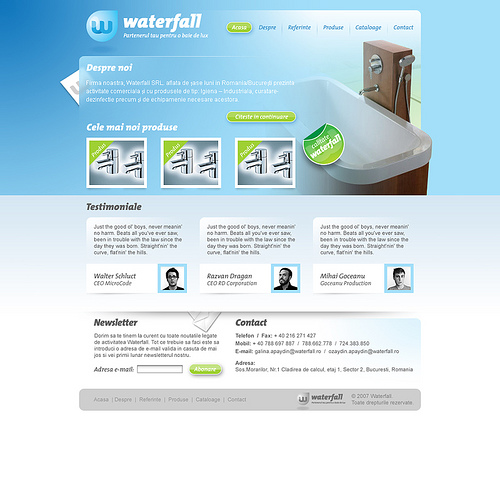 waterfall
Partenerul tau pentru o baie de lux
Acasa Despre Referinte Produse Cataloage Contact
Despre noi
Firma noastra, Waterfall SRL, aflata de zece luni in Romania/Bucuresti prezinta
activitate comerciala si cu produsele de tip: Igiena – Industriala, curatare-
dezinfectie precum si de echipamente necesare acestora.
Citeste in continuare
Cele mai noi produse
Produs
Produs
Produs
calitate
waterfall
Testimoniale
Just the good ol' boys, never meanin'
no harm. Beats all you've ever saw,
been in trouble with the law since the
day they was born. Straight'nin' the
curve, flat'nin' the hills.
Walter Schluct
CEO MicroCode
Just the good ol' boys, never meanin'
no harm. Beats all you've ever saw,
been in trouble with the law since the
day they was born. Straight'nin' the
curve, flat'nin' the hills.
Razvan Dragan
CEO RD Corporation
Just the good ol' boys, never meanin'
no harm. Beats all you've ever saw,
been in trouble with the law since the
day they was born. Straight'nin' the
curve, flat'nin' the hills.
Mihai Goceanu
Goceanu Production
Newsletter
Dorim sa te tinem la curent cu toate noutatile legate
de activitatea Waterfall. Tot ce trebuie sa faci este sa
introduci o adresa de e-mail valida in casuta de mai
jos si vei primi lunar newsletterul nostru.
Adresa e-mail:
Abonare
Contact
Telefon / Fax: + 40 216 271 427
Mobil: + 40 788 697 887 / 788.662.778 / 724.383.850
E-mail: galina.apaydin@waterfall.ro / ozaydin.apaydin@waterfall.ro
Adresa:
Sos.Morarilor, Nr.1 Cladirea de calcul, etaj 1, Sector 2, Bucuresti, Romania
Acasa | Despre | Referinte | Produse | Cataloage | Contact
waterfall
© 2007 Waterfall
Toate drepturile rezervate.